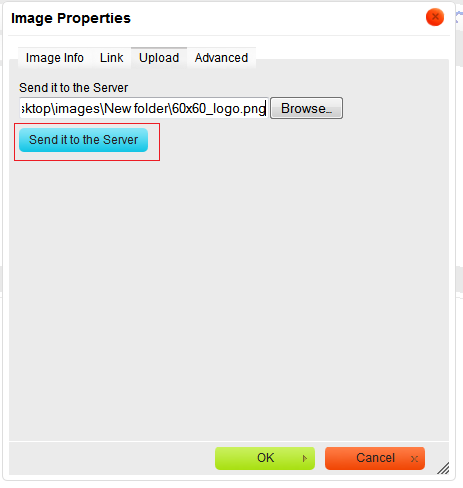 Image Properties
Image Info Link Upload Advanced
Send it to the Server
sktop\images\New folder\60x60_logo.png Browse...
Send it to the Server
OK Cancel